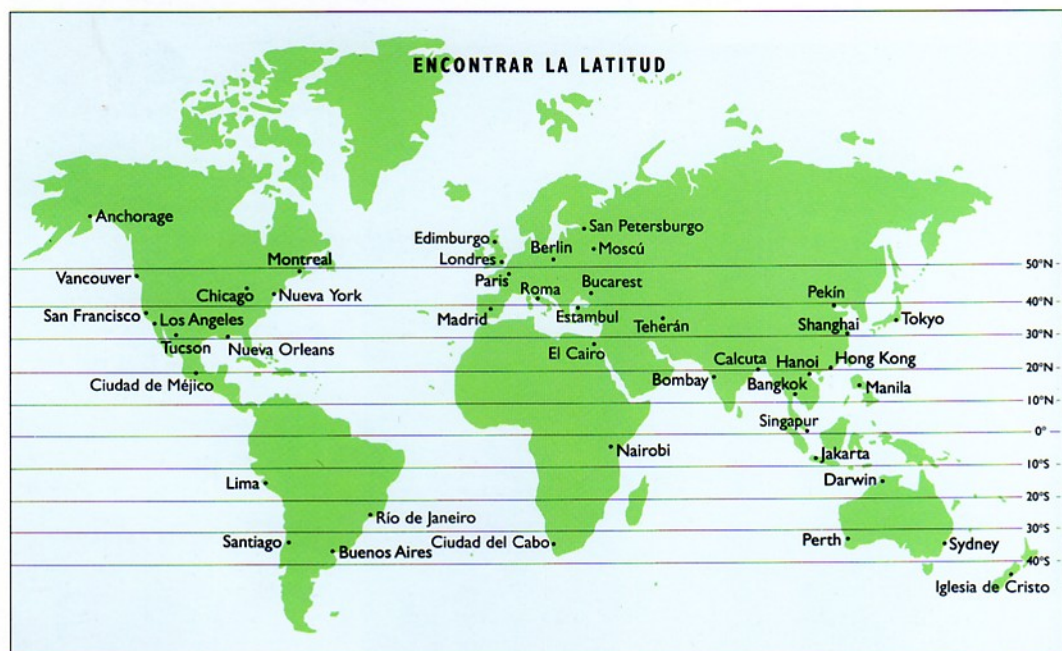 ENCONTRAR LA LATITUD
Anchorage
San Petersburgo
Edimburgo
Berlin
Moscú
Londres
Montreal
50°N
Vancouver
Paris
Bucarest
Roma
Chicago
Nueva York
Pekín
40°N
San Francisco
Los Angeles
Madrid
Estambul
Teherán
Shanghai
Tokyo
30°N
Tucson
Nueva Orleans
El Cairo
Calcuta
Hanoi
Hong Kong
20°N
Ciudad de Méjico
Bombay
Bangkok
Manila
10°N
Singapur
0°
Nairobi
Jakarta
10°S
Lima
Darwin
20°S
Río de Janeiro
30°S
Santiago
Buenos Aires
Ciudad del Cabo
Perth
Sydney
40°S
Iglesia de Cristo